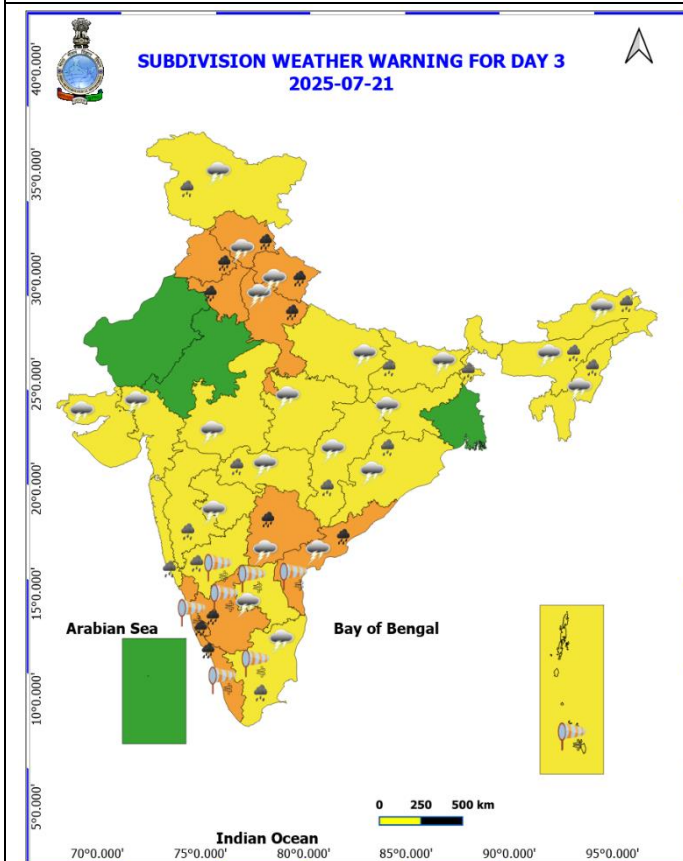 SUBDIVISION WEATHER WARNING FOR DAY 3
2025-07-21
40°0.000'
35°0.000'
30°0.000'
25°0.000'
20°0.000'
15°0.000'
10°0.000'
5°0.000'
Arabian Sea
Bay of Bengal
0 250 500 km
Indian Ocean
70°0.000' 75°0.000' 80°0.000' 85°0.000' 90°0.000' 95°0.000'